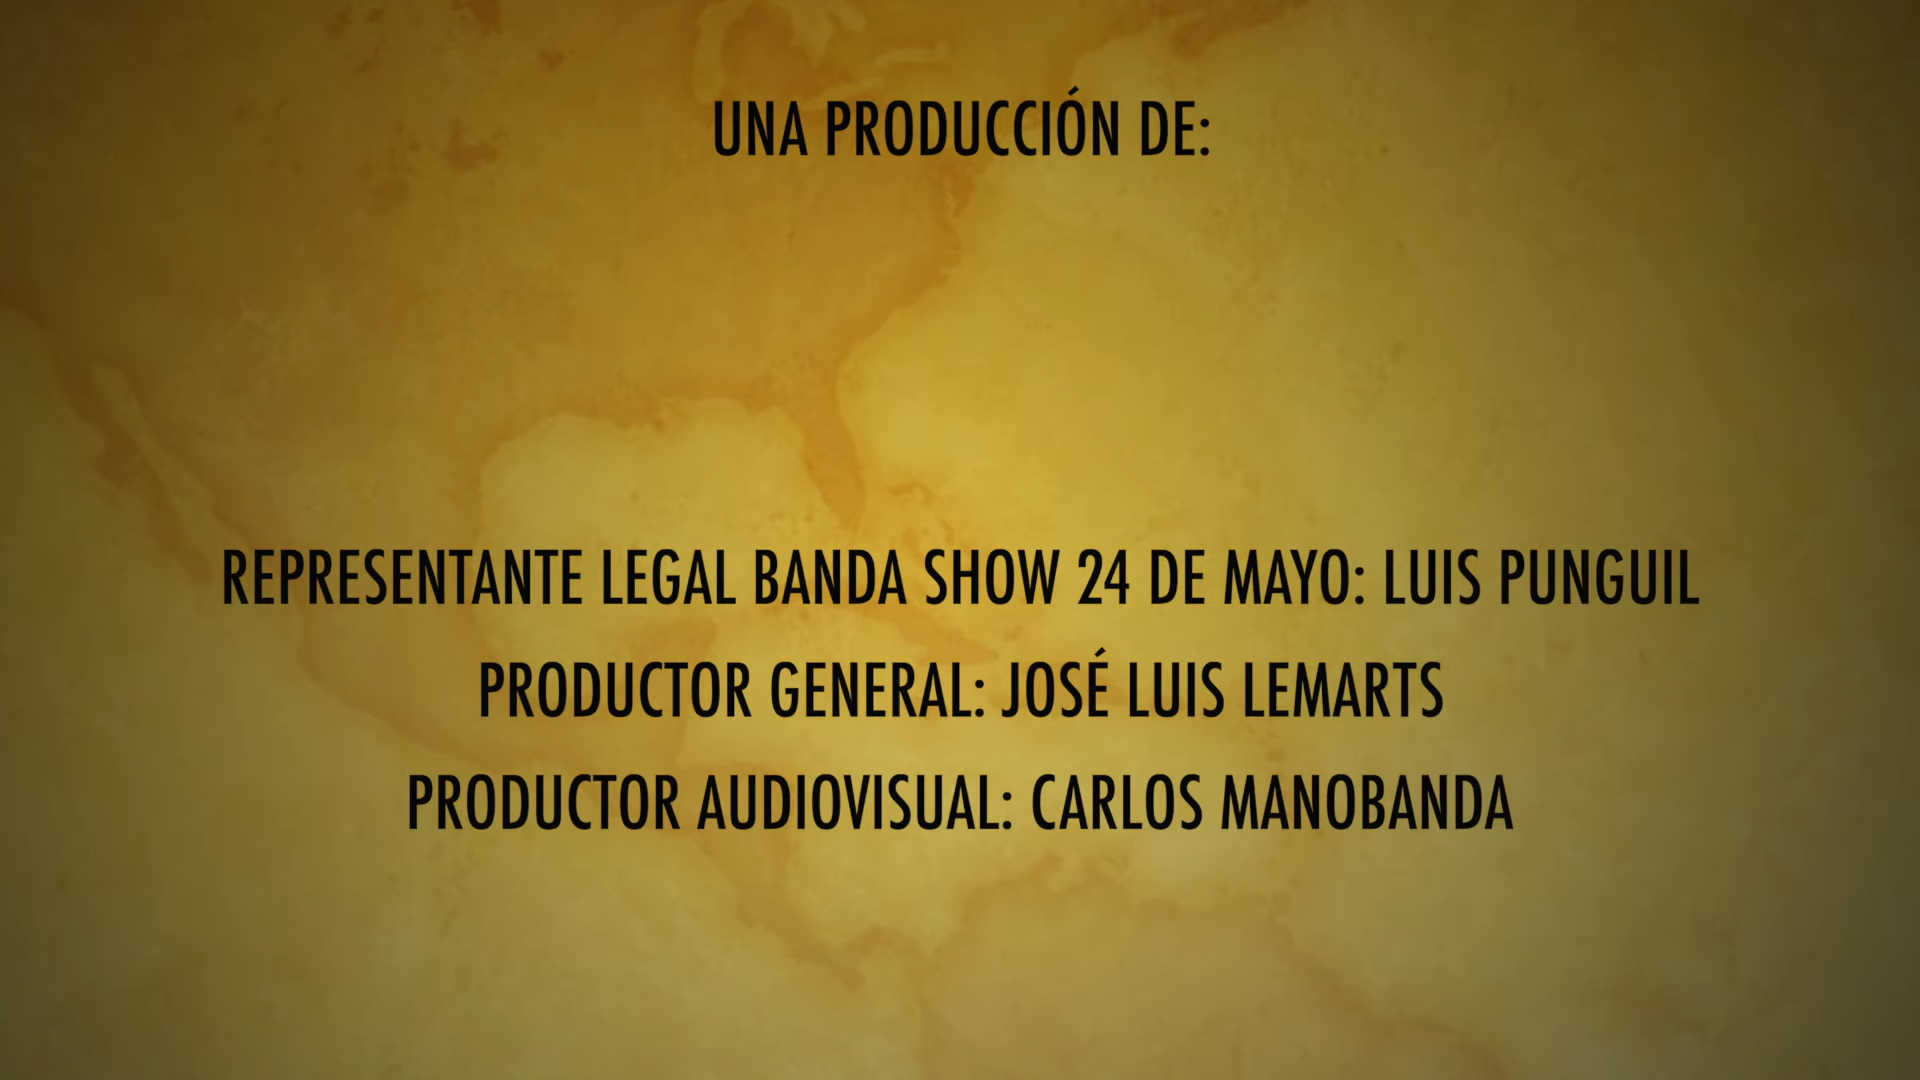 UNA PRODUCCIÓN DE:
REPRESENTANTE LEGAL BANDA SHOW 24 DE MAYO: LUIS PUNGUIL
PRODUCTOR GENERAL: JOSÉ LUIS LEMARTS
PRODUCTOR AUDIOVISUAL: CARLOS MANOBANDA